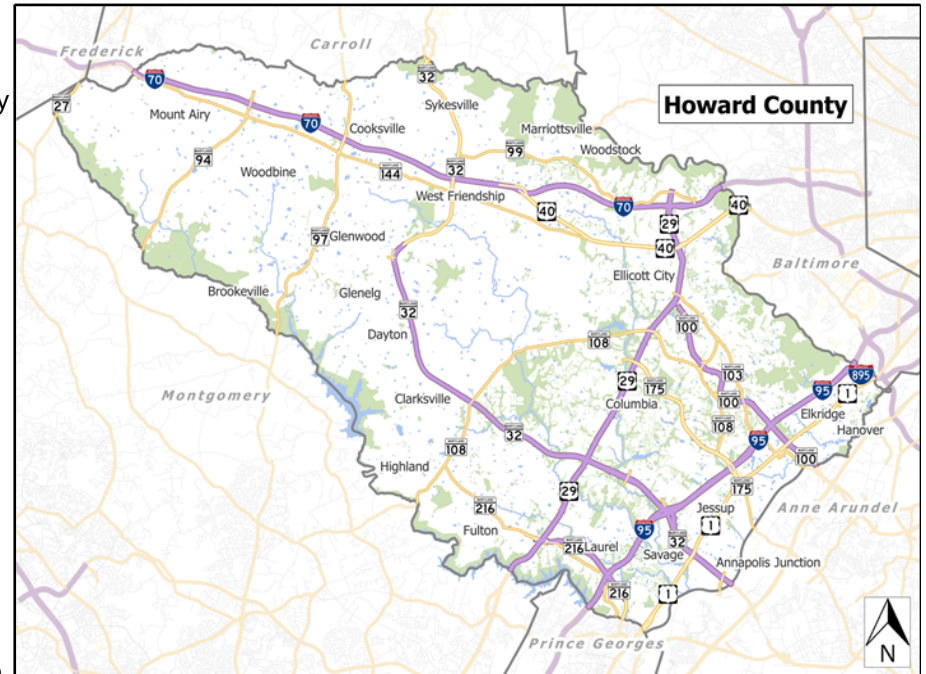 Frederick
Carroll
70
32
27
y
Howard County
Sykesville
Mount Airy
70
Cooksville
Marriottsville
99
Woodstock
94
Woodbine
144
32
West Friendship
40
70
29
40
97
Glenwood
40
Baltimore
Ellicott City
Brookeville
Glenelg
32
Dayton
100
108
103
895
Montgomery
29
175
95
1
Clarksville
Columbia
100
Elkridge
108
Hanover
32
95
108
100
Highland
29
175
216
Jessup
Anne Arundel
Fulton
95
1
216
Laurel
32
Savage
Annapolis Junction
216
1
Prince Georges
N